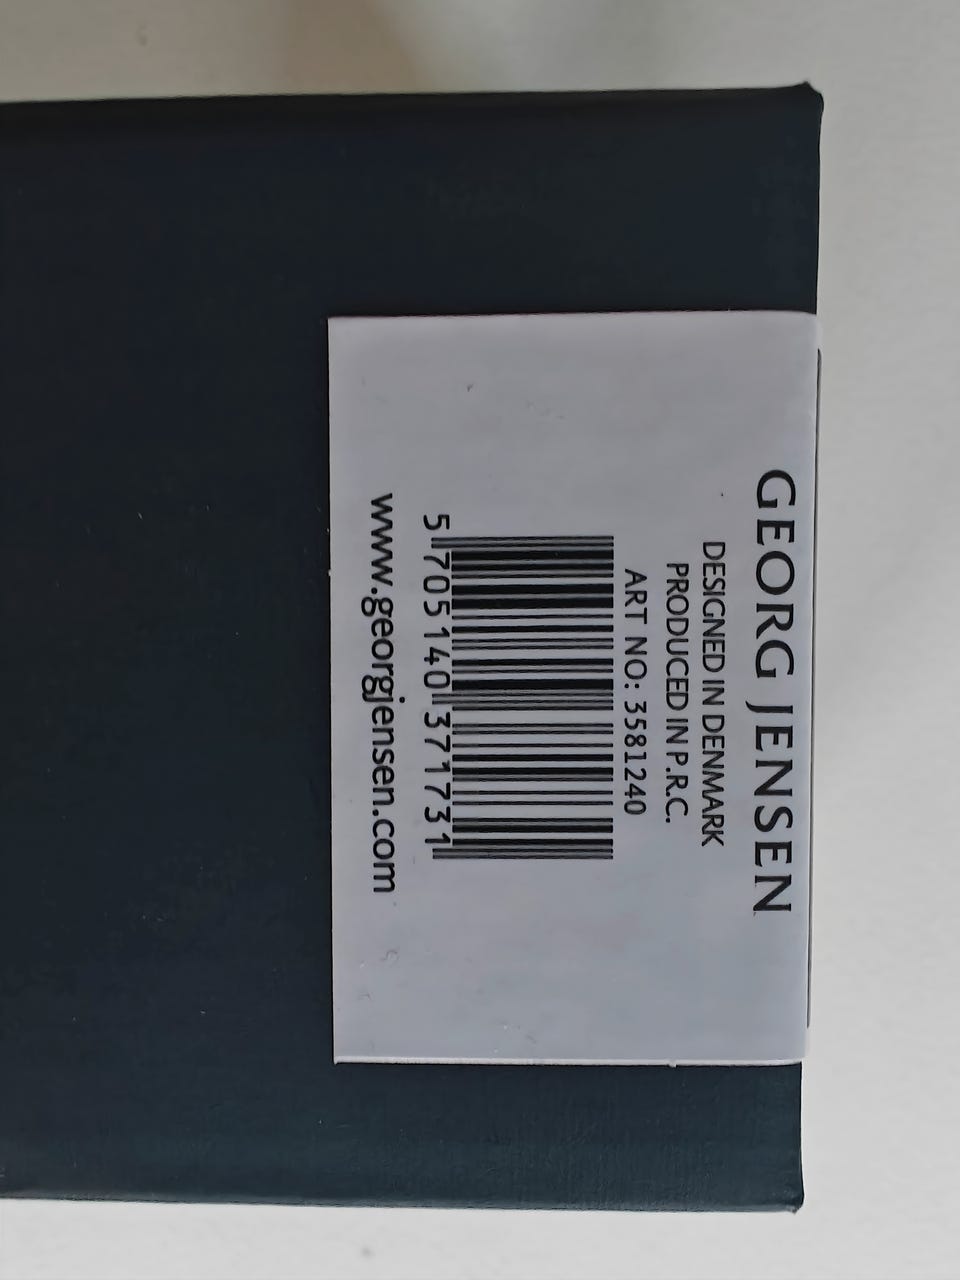 GEORG JENSEN
DESIGNED IN DENMARK
PRODUCED IN P.R.C.
ART NO: 3581240
5 705140 371731
www.georgjensen.com